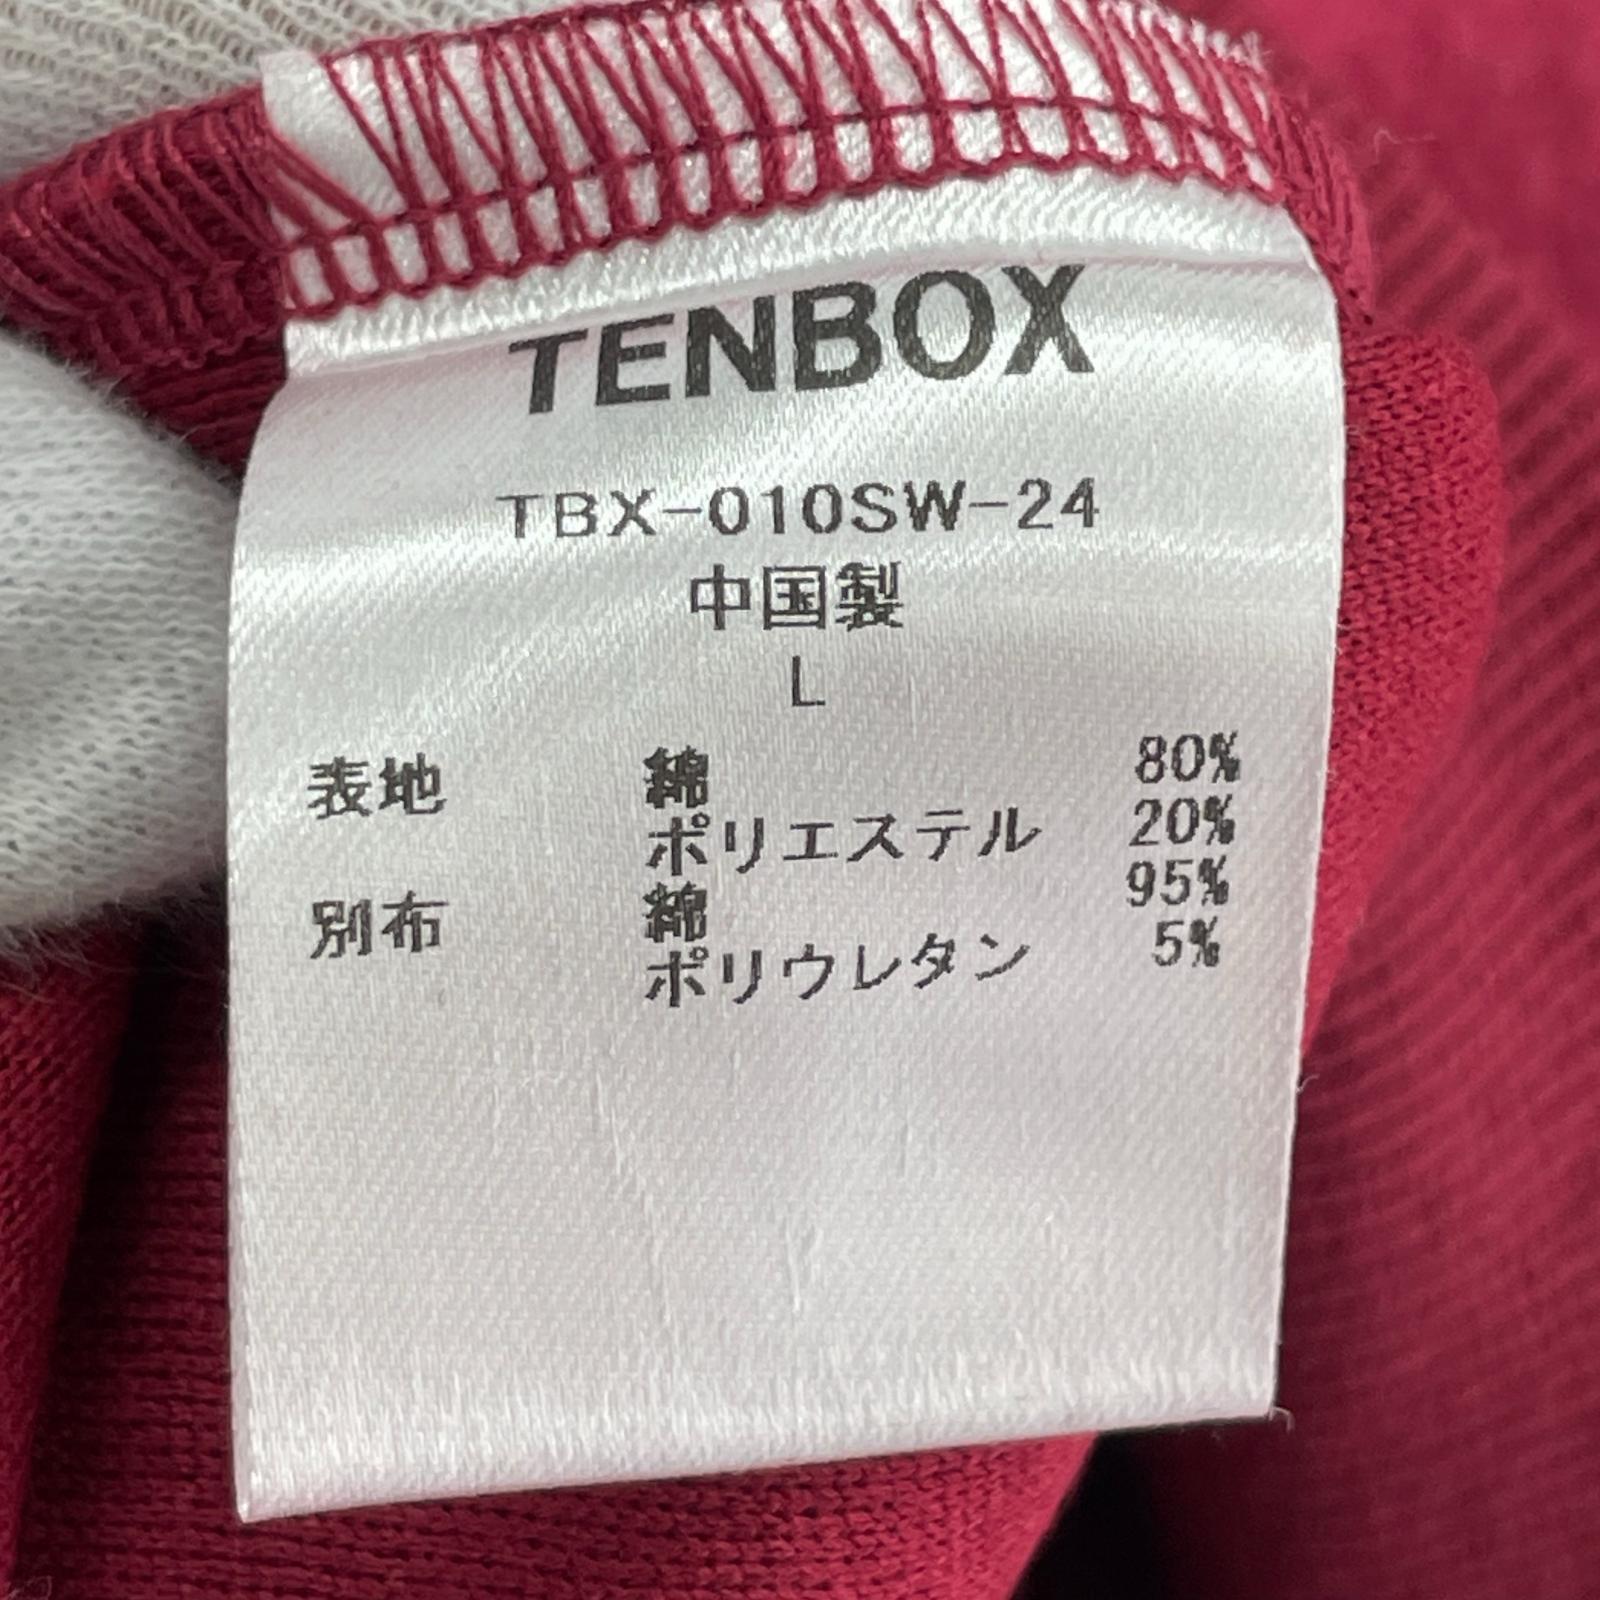 TENBOX
TBX-010SW-24
中国製
L
表地 綿 80%
ポリエステル 20%
別布 綿 95%
ポリウレタン 5%